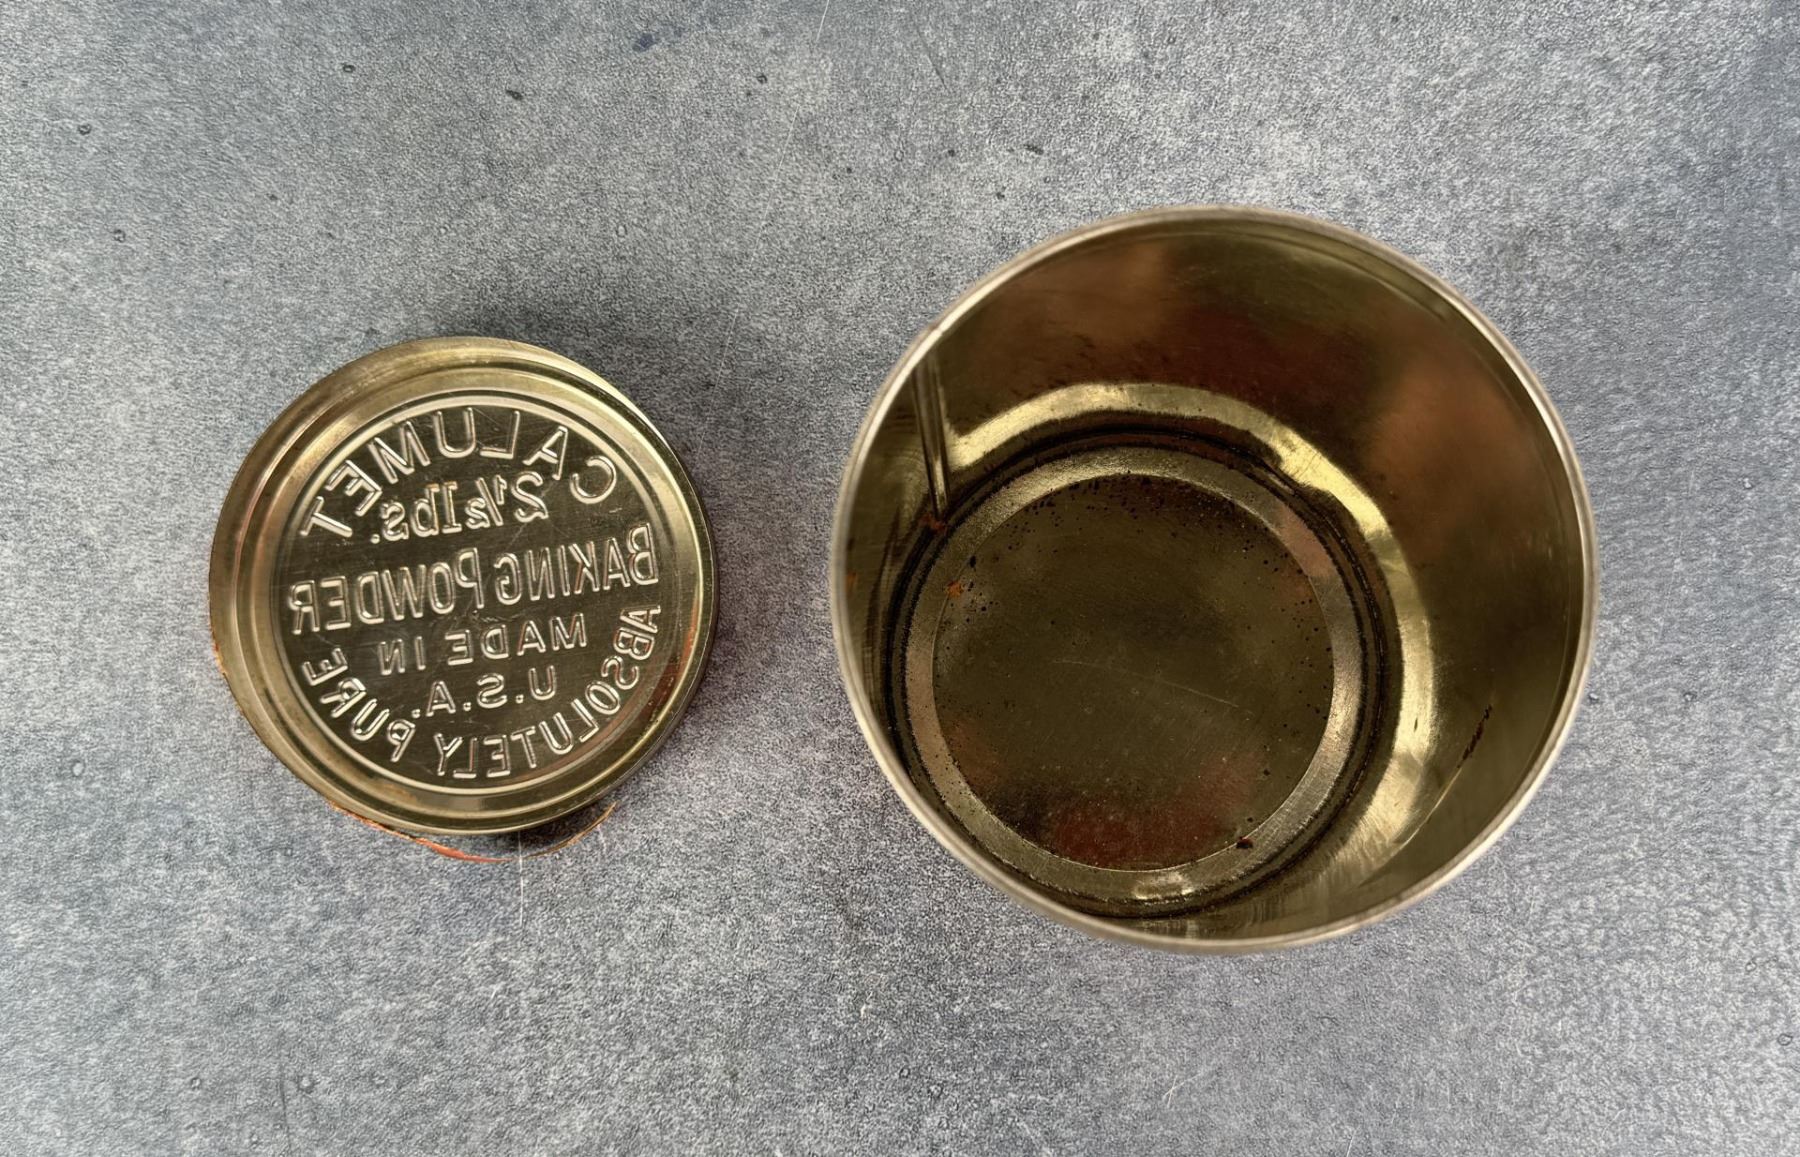 CALUMET
2½ lbs.
BAKING POWDER
MADE IN
U.S.A.
ABSOLUTELY PURE